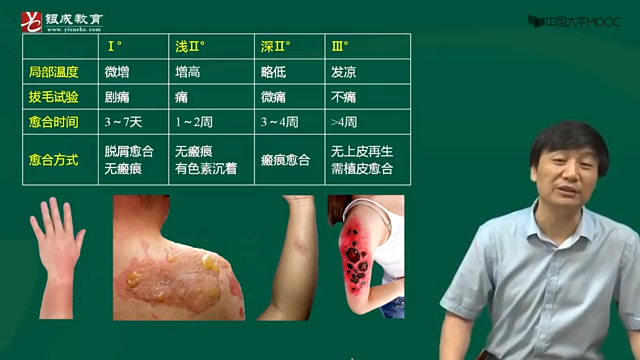 银成教育
www.yixueks.com
中国大学MOOC
Ⅰ° 浅Ⅱ° 深Ⅱ° Ⅲ°
局部温度 微增 增高 略低 发凉
拔毛试验 剧痛 痛 微痛 不痛
愈合时间 3～7天 1～2周 3～4周 >4周
愈合方式 脱屑愈合 无瘢痕 无瘢痕 有色素沉着 瘢痕愈合 无上皮再生 需植皮愈合